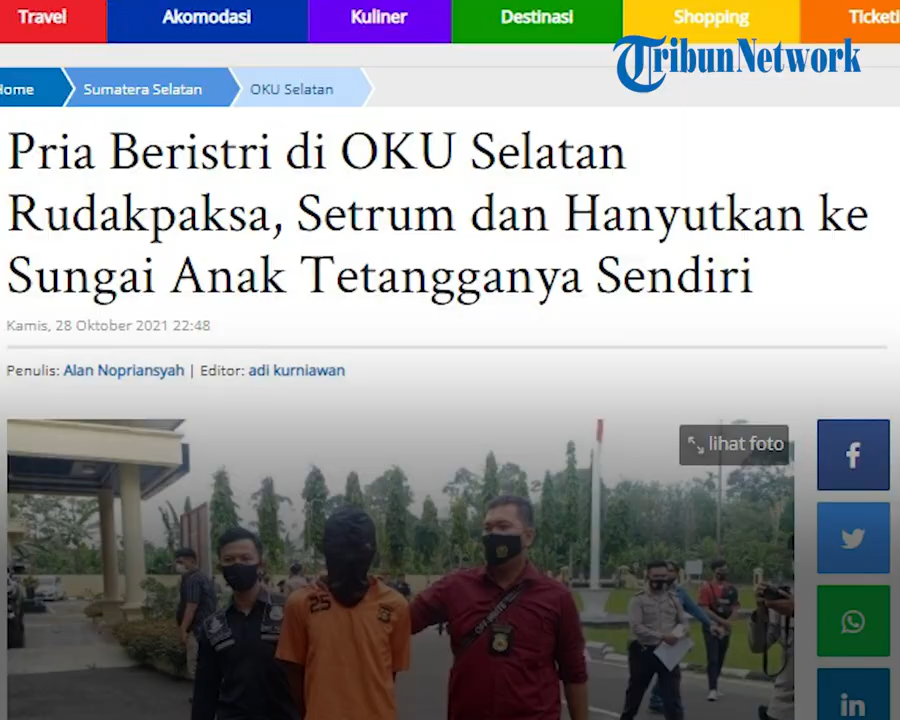 Travel
Akomodasi
Kuliner
Destinasi
Shopping
Ticketi
TribunNetwork
Home
Sumatera Selatan
OKU Selatan
Pria Beristri di OKU Selatan
Rudakpaksa, Setrum dan Hanyutkan ke
Sungai Anak Tetangganya Sendiri
Kamis, 28 Oktober 2021 22:48
Penulis: Alan Nopriansyah | Editor: adi kurniawan
lihat foto
25